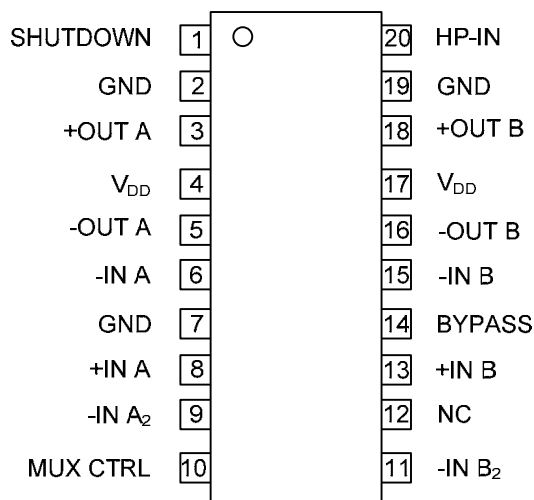 SHUTDOWN 1 20 HP-IN
GND 2 19 GND
+OUT A 3 18 +OUT B
V_DD 4 17 V_DD
-OUT A 5 16 -OUT B
-IN A 6 15 -IN B
GND 7 14 BYPASS
+IN A 8 13 +IN B
-IN A₂ 9 12 NC
MUX CTRL 10 11 -IN B₂